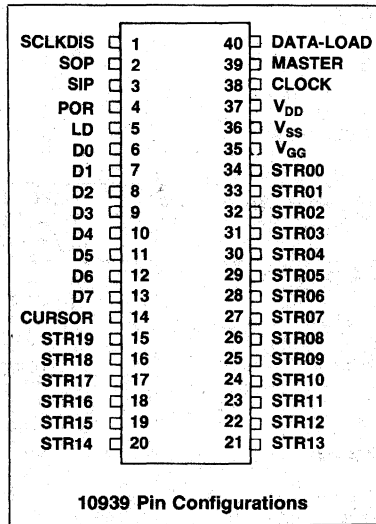 SCLKDIS 1 40 DATA-LOAD
SOP 2 39 MASTER
SIP 3 38 CLOCK
POR 4 37 VDD
LD 5 36 VSS
D0 6 35 VGG
D1 7 34 STR00
D2 8 33 STR01
D3 9 32 STR02
D4 10 31 STR03
D5 11 30 STR04
D6 12 29 STR05
D7 13 28 STR06
CURSOR 14 27 STR07
STR19 15 26 STR08
STR18 16 25 STR09
STR17 17 24 STR10
STR16 18 23 STR11
STR15 19 22 STR12
STR14 20 21 STR13
10939 Pin Configurations